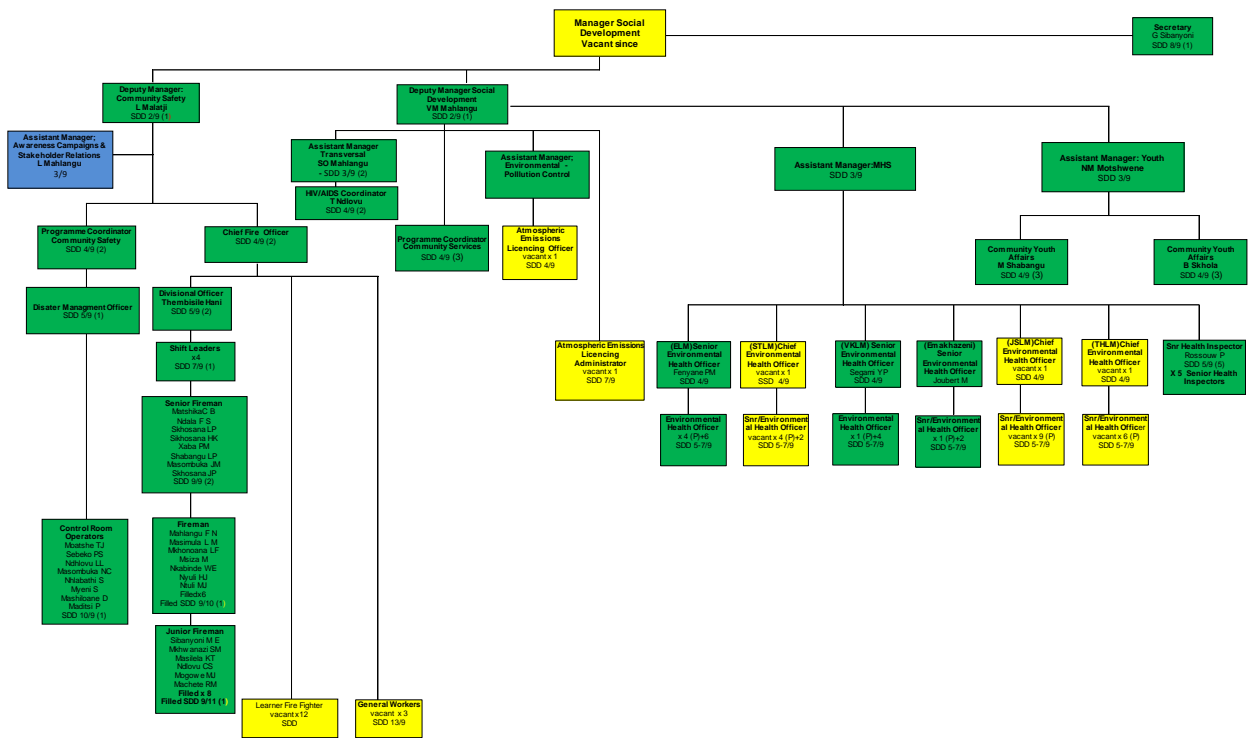 Manager Social
Development
Vacant since
Secretary
G Sibanyoni
SDD 8/9 (1)
Deputy Manager:
Community Safety
L Malatji
SDD 2/9 (1)
Deputy Manager Social
Development
VM Mahlangu
SDD 2/9 (1)
Assistant Manager;
Awareness Campaigns &
Stakeholder Relations
L Mahlangu
3/9
Assistant Manager
Transversal
SO Mahlangu
- SDD 3/9 (2)
HIV/AIDS Coordinator
T Ndlovu
SDD 4/9 (2)
Assistant Manager;
Environmental -
Polllution Control
Assistant Manager:MHS
SDD 3/9
Assistant Manager: Youth
NM Motshwene
SDD 3/9
Programme Coordinator
Community Safety
SDD 4/9 (2)
Chief Fire Officer
SDD 4/9 (2)
Programme Coordinator
Community Services
SDD 4/9 (3)
Atmospheric
Emissions
Licencing Officer
vacant x 1
SDD 4/9
Community Youth
Affairs
M Shabangu
SDD 4/9 (3)
Community Youth
Affairs
B Skhola
SDD 4/9 (3)
Disater Managment Officer
SDD 5/9 (1)
Divisional Officer
Thembisile Hani
SDD 5/9 (2)
Shift Leaders
x4
SDD 7/9 (1)
Atmospheric Emissions
Licencing
Administrator
vacant x 1
SDD 7/9
(ELM)Senior
Environmental
Health Officer
Fenyane PM
SDD 4/9
(STLM)Chief
Environmental
Health Officer
vacant x 1
SDD 4/9
(VKLM) Senior
Environmental
Health Officer
Segami YP
SDD 4/9
(Emakhazeni)
Senior
Environmental
Health Officer
Joubert M
(JSLM)Chief
Environmental
Health Officer
vacant x 1
SDD 4/9
(THLM)Chief
Environmental
Health Officer
vacant x 1
SDD 4/9
Snr Health Inspector
Rossouw P
SDD 5/9 (5)
X 5 Senior Health
Inspectors
Senior Fireman
MatshikaC B
Ndala F S
Sikhosana LP
Sikhosana HK
Xaba PM
Shabangu LP
Masombuka JM
Skhosana JP
SDD 9/9 (2)
Environmental
Health Officer
x 4 (P)+6
SDD 5-7/9
Snr/Environment
al Health Officer
vacant x 4 (P)+2
SDD 5-7/9
Environmental
Health Officer
x 1 (P)+4
SDD 5-7/9
Snr/Environment
al Health Officer
x 1 (P)+2
SDD 5-7/9
Snr/Environment
al Health Officer
vacant x 9 (P)
SDD 5-7/9
Snr/Environment
al Health Officer
vacant x 6 (P)
SDD 5-7/9
Control Room
Operators
Moatshe TJ
Sebeko PS
Ndhlovu LL
Masombuka NC
Nhlabathi S
Myeni S
Mashiloane D
Maditsi P
SDD 10/9 (1)
Fireman
Mahlangu F N
Masimula L M
Mkhonoana LF
Msiza M
Nkabinde WE
Nyuli HJ
Ntuli MJ
Filledx6
Filled SDD 9/10 (1)
Junior Fireman
Sibanyoni M E
Mkhwanazi SM
Masilela KT
Ndlovu CS
Mogowe MJ
Machete RM
Filled x 8
Filled SDD 9/11 (1)
Learner Fire Fighter
vacant x12
SDD
General Workers
vacant x 3
SDD 13/9